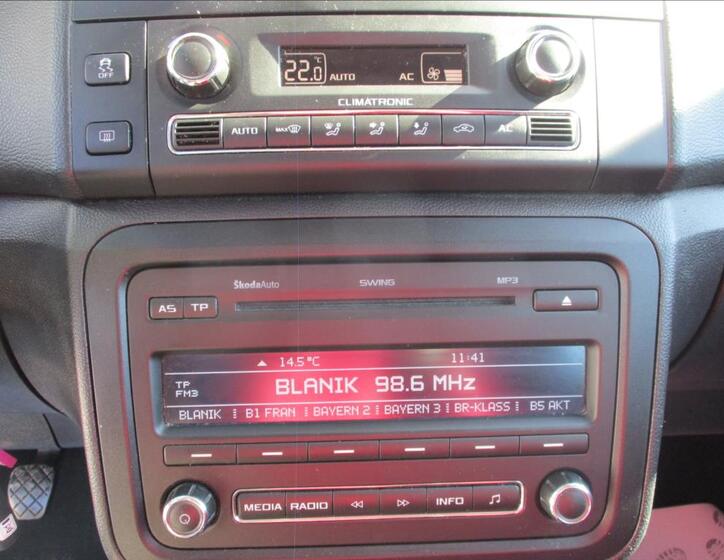 OFF
22.0 °C AUTO AC
CLIMATRONIC
AUTO MAX AC
ŠkodaAuto SWING MP3
AS TP
14.5°C 11:41
TP
FM3
BLANIK 98.6 MHz
BLANIK B1 FRAN BAYERN 2 BAYERN 3 BR-KLASS B5 AKT
MEDIA RADIO INFO